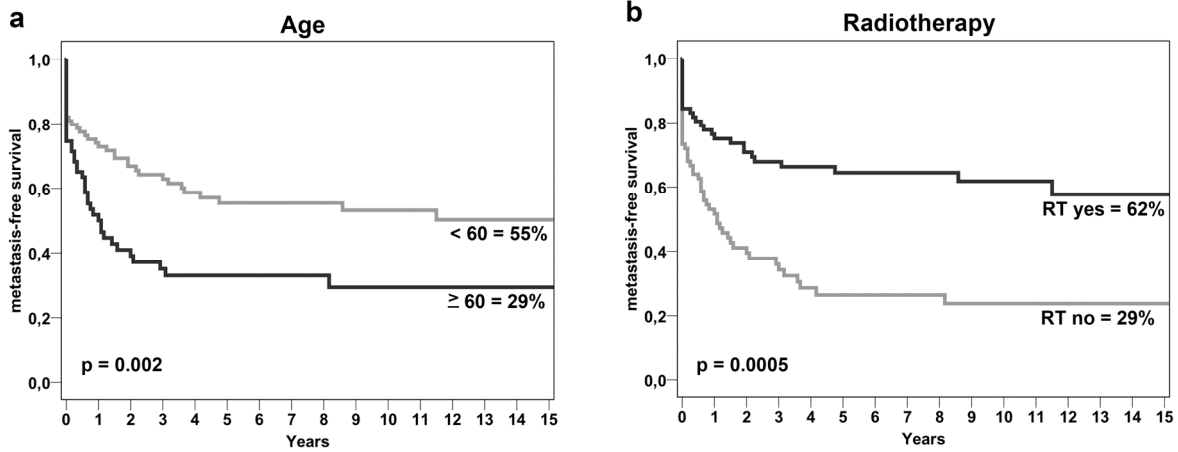 a
Age
metastasis-free survival
1,0
0,8
0,6
0,4
0,2
0,0
< 60 = 55%
≥ 60 = 29%
p = 0.002
0 1 2 3 4 5 6 7 8 9 10 11 12 13 14 15
Years
b
Radiotherapy
metastasis-free survival
1,0
0,8
0,6
0,4
0,2
0,0
RT yes = 62%
RT no = 29%
p = 0.0005
0 1 2 3 4 5 6 7 8 9 10 11 12 13 14 15
Years